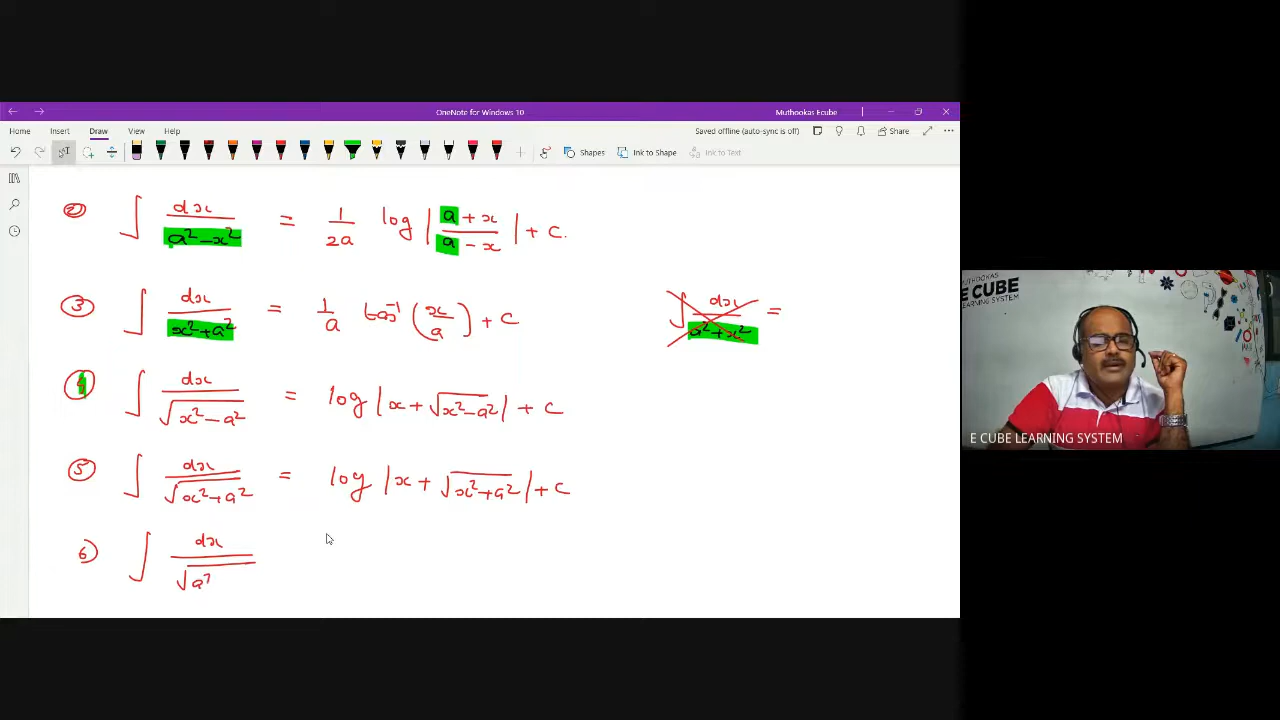 OneNote for Windows 10
Muthookas Ecube
Home Insert Draw View Help
Saved offline (auto-sync is off)
Share
Shapes
Ink to Shape
Ink to Text
② ∫ dx / (a² − x²) = 1/2a log | (a + x) / (a − x) | + c.
③ ∫ dx / (x² + a²) = 1/a tan⁻¹ (x/a) + c
∫ dx / (a² + x²) =
④ ∫ dx / √(x² − a²) = log | x + √(x² − a²) | + c
⑤ ∫ dx / √(x² + a²) = log | x + √(x² + a²) | + c
⑥ ∫ dx / √(a²
MUTHOOKAS
E CUBE
LEARNING SYSTEM
E CUBE LEARNING SYSTEM